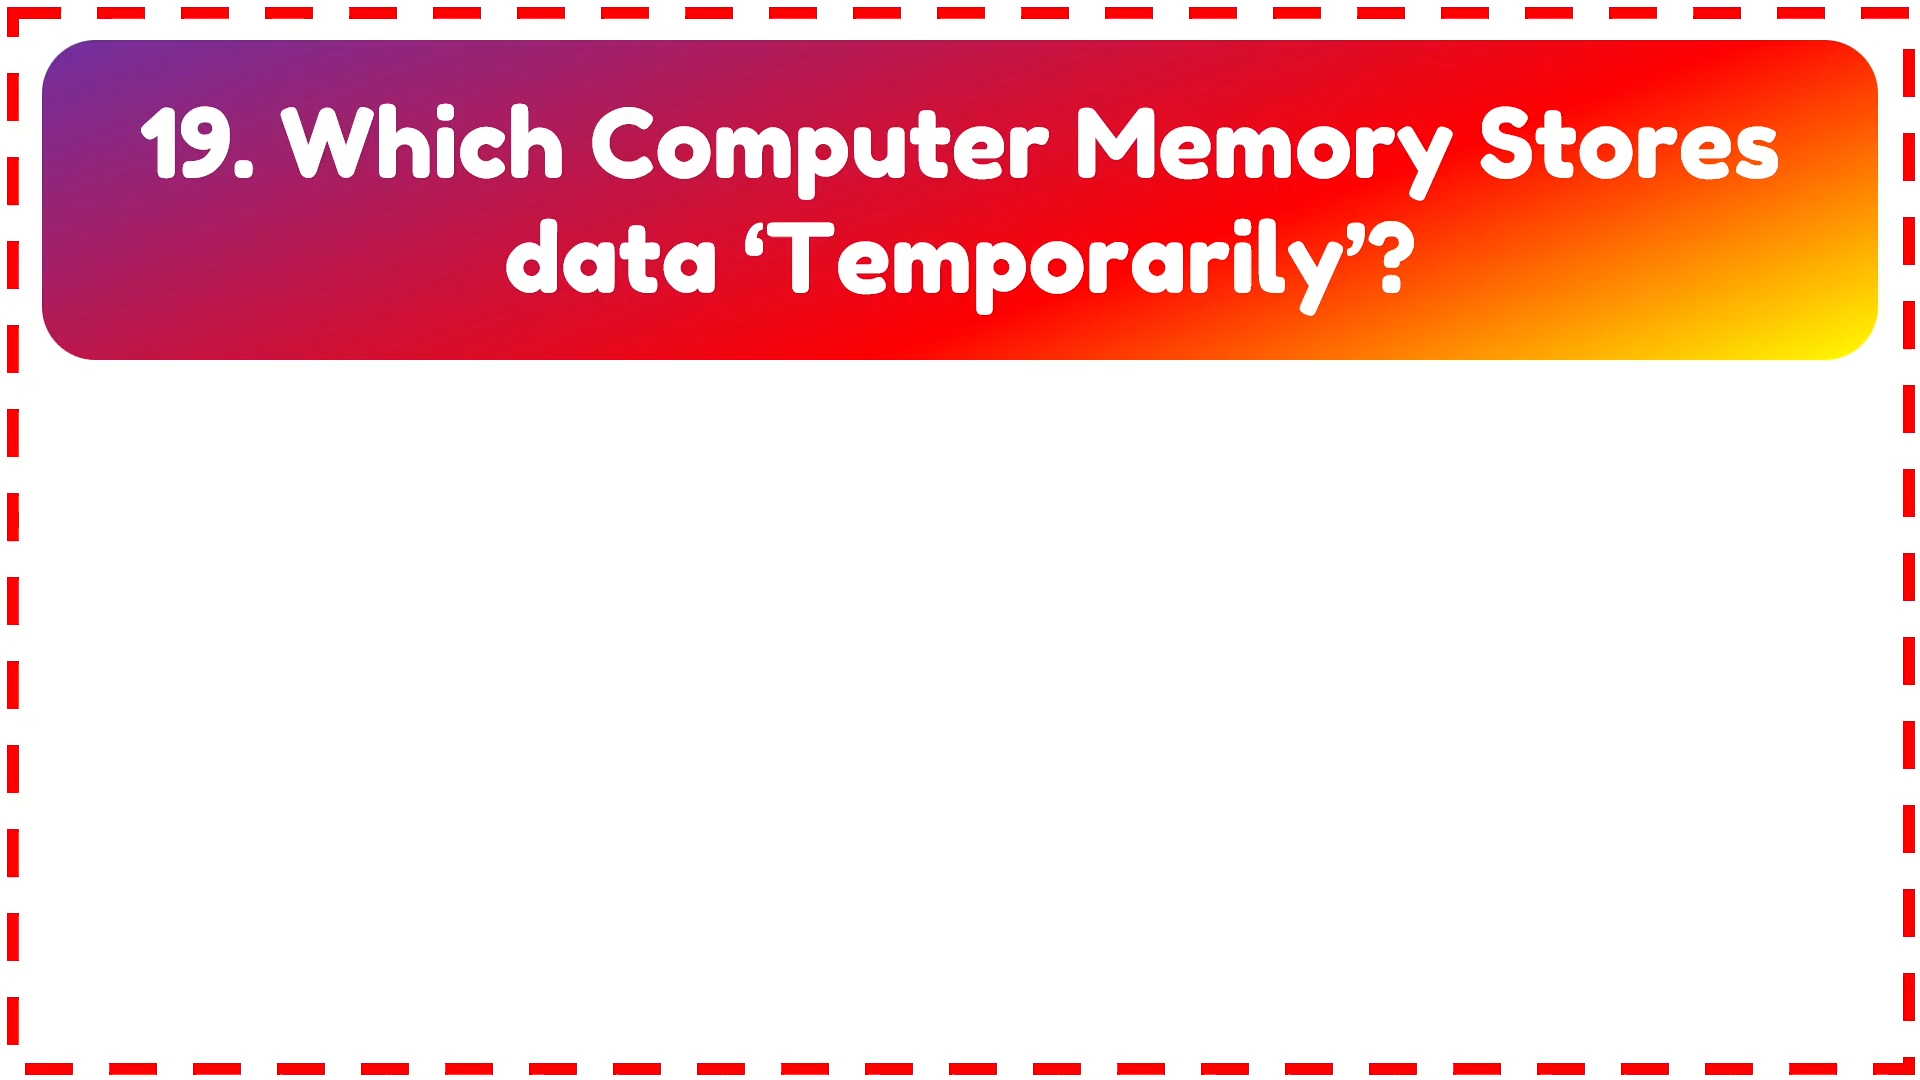 19. Which Computer Memory Stores
data ‘Temporarily’?